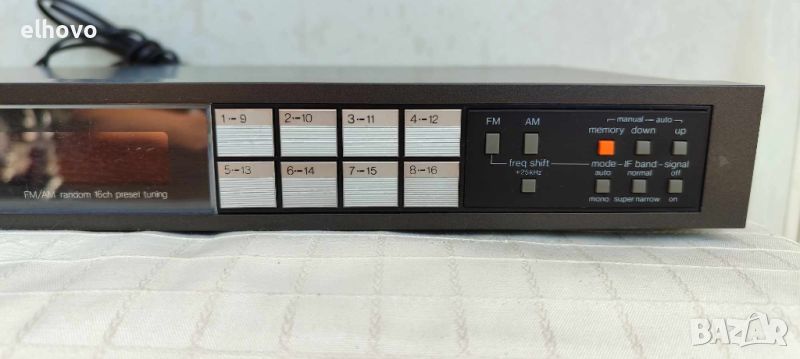 elhovo
1·–9 2·–10 3·–11 4·–12
5·–13 6·–14 7·–15 8·–16
FM/AM random 16ch preset tuning
FM AM
freq shift
+25kHz
manual auto
memory down up
mode IF band signal
auto normal off
mono super narrow on
BAZAR